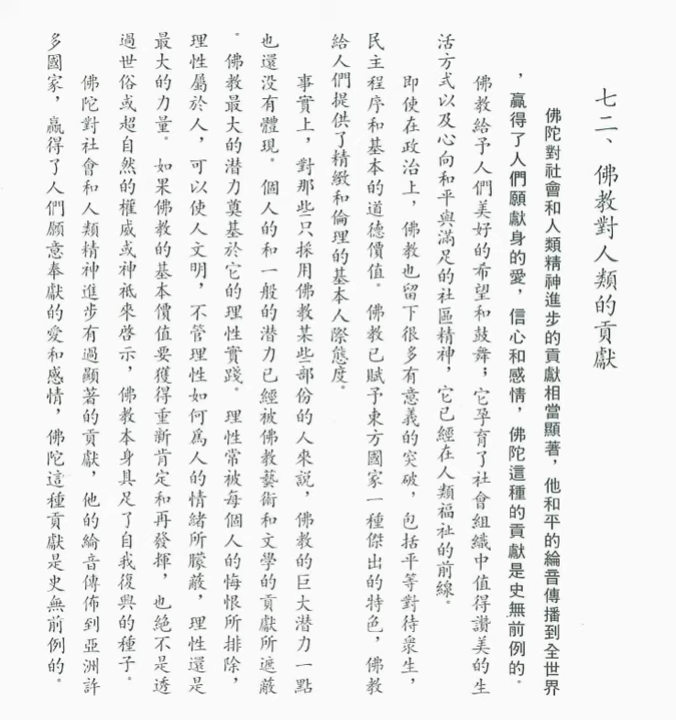 七二、佛教對人類的貢獻
佛陀對社會和人類精神進步的貢獻相當顯著，他和平的綸音傳播到全世界
，贏得了人們願獻身的愛，信心和感情，佛陀這種的貢獻是史無前例的。
佛教給予人們美好的希望和鼓舞；它孕育了社會組織中值得讚美的生
活方式以及心向和平與滿足的社區精神，它已經在人類福祉的前線。
即使在政治上，佛教也留下很多有意義的突破，包括平等對待衆生，
民主程序和基本的道德價值。佛教已賦予東方國家一種傑出的特色，佛教
給人們提供了精緻和倫理的基本人際態度。
事實上，對那些只採用佛教某些部份的人來説，佛教的巨大潛力一點
也還没有體現。個人的和一般的潛力已經被佛教藝術和文學的貢獻所遮蔽
。佛教最大的潛力奠基於它的理性實踐。理性常被每個人的悔恨所排除，
理性屬於人，可以使人文明，不管理性如何爲人的情緒所朦蔽，理性還是
最大的力量。如果佛教的基本價值要獲得重新肯定和再發揮，也絶不是透
過世俗或超自然的權威或神祗來啓示，佛教本身具足了自我復興的種子。
佛陀對社會和人類精神進步有過顯著的貢獻，他的綸音傳佈到亞洲許
多國家，贏得了人們願意奉獻的愛和感情，佛陀這種貢獻是史無前例的。